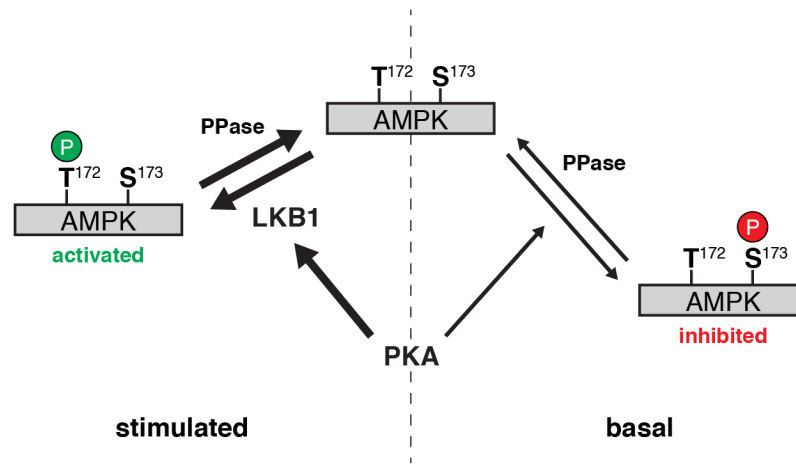 T172 S173
AMPK
PPase
P
T172 S173
AMPK
activated
LKB1
PPase
P
T172 S173
AMPK
inhibited
PKA
stimulated
basal